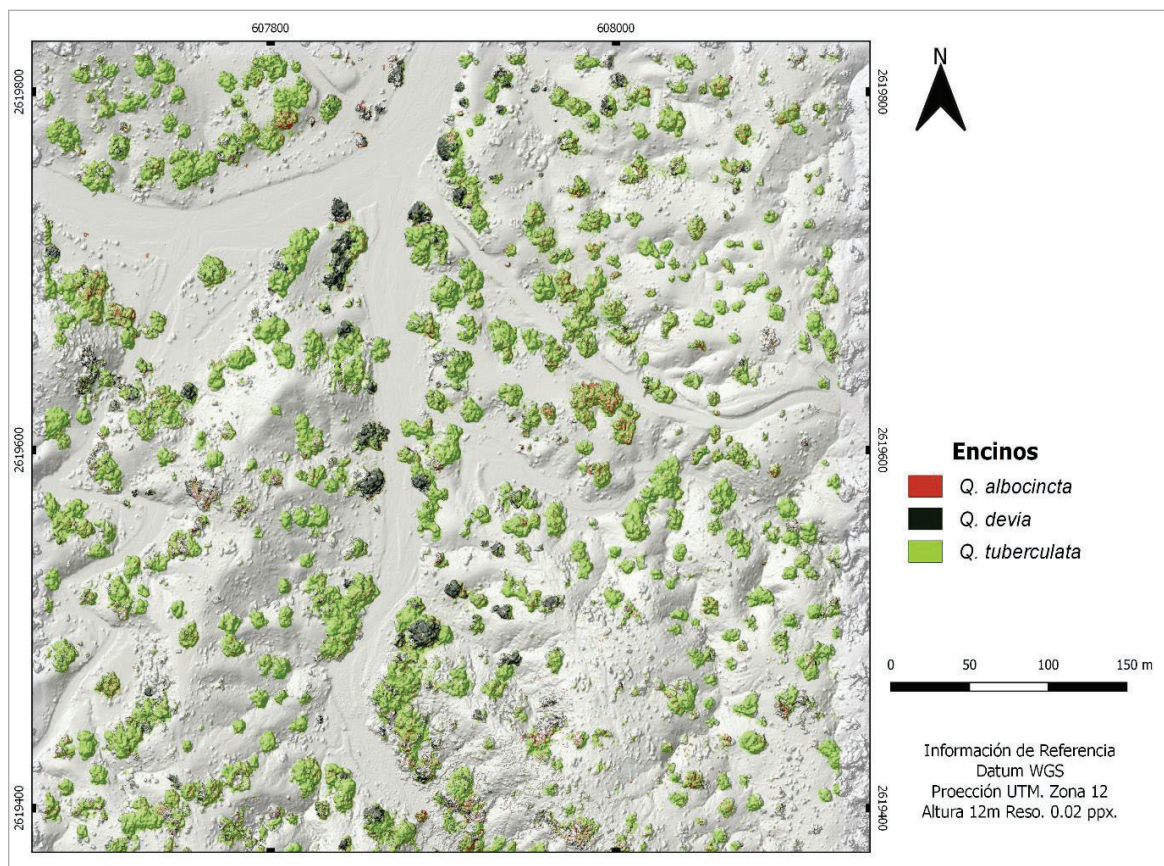 607800
608000
2619800
2619800
N
2619600
2619600
Encinos
Q. albocincta
Q. devia
Q. tuberculata
0 50 100 150 m
2619400
2619400
Información de Referencia
Datum WGS
Proyección UTM. Zona 12
Altura 12m Reso. 0.02 ppx.